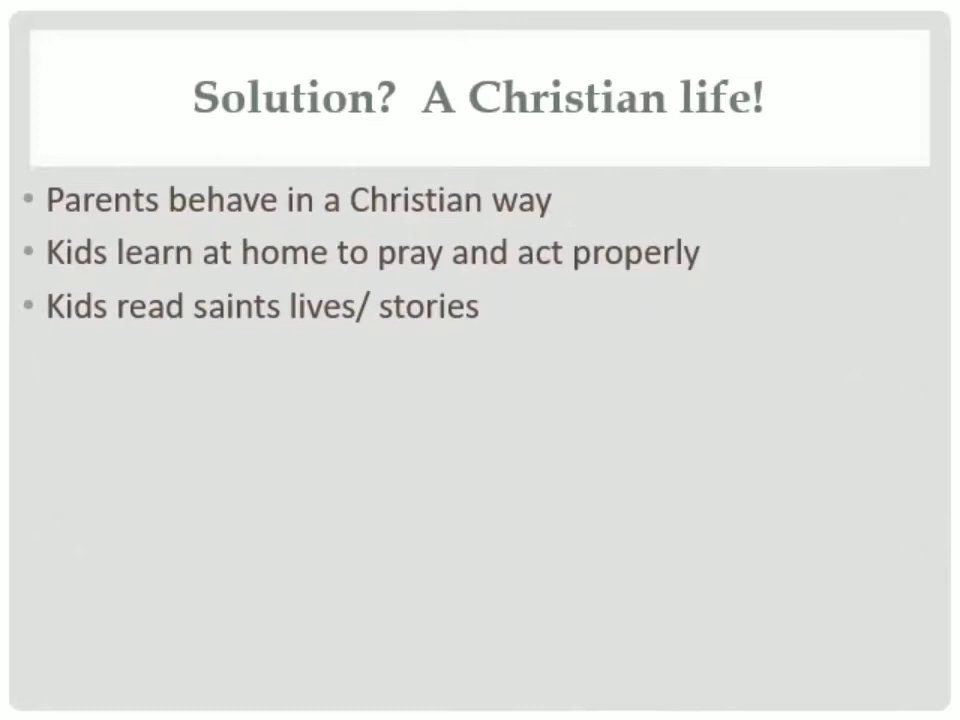 Solution?  A Christian life!
• Parents behave in a Christian way
• Kids learn at home to pray and act properly
• Kids read saints lives/ stories